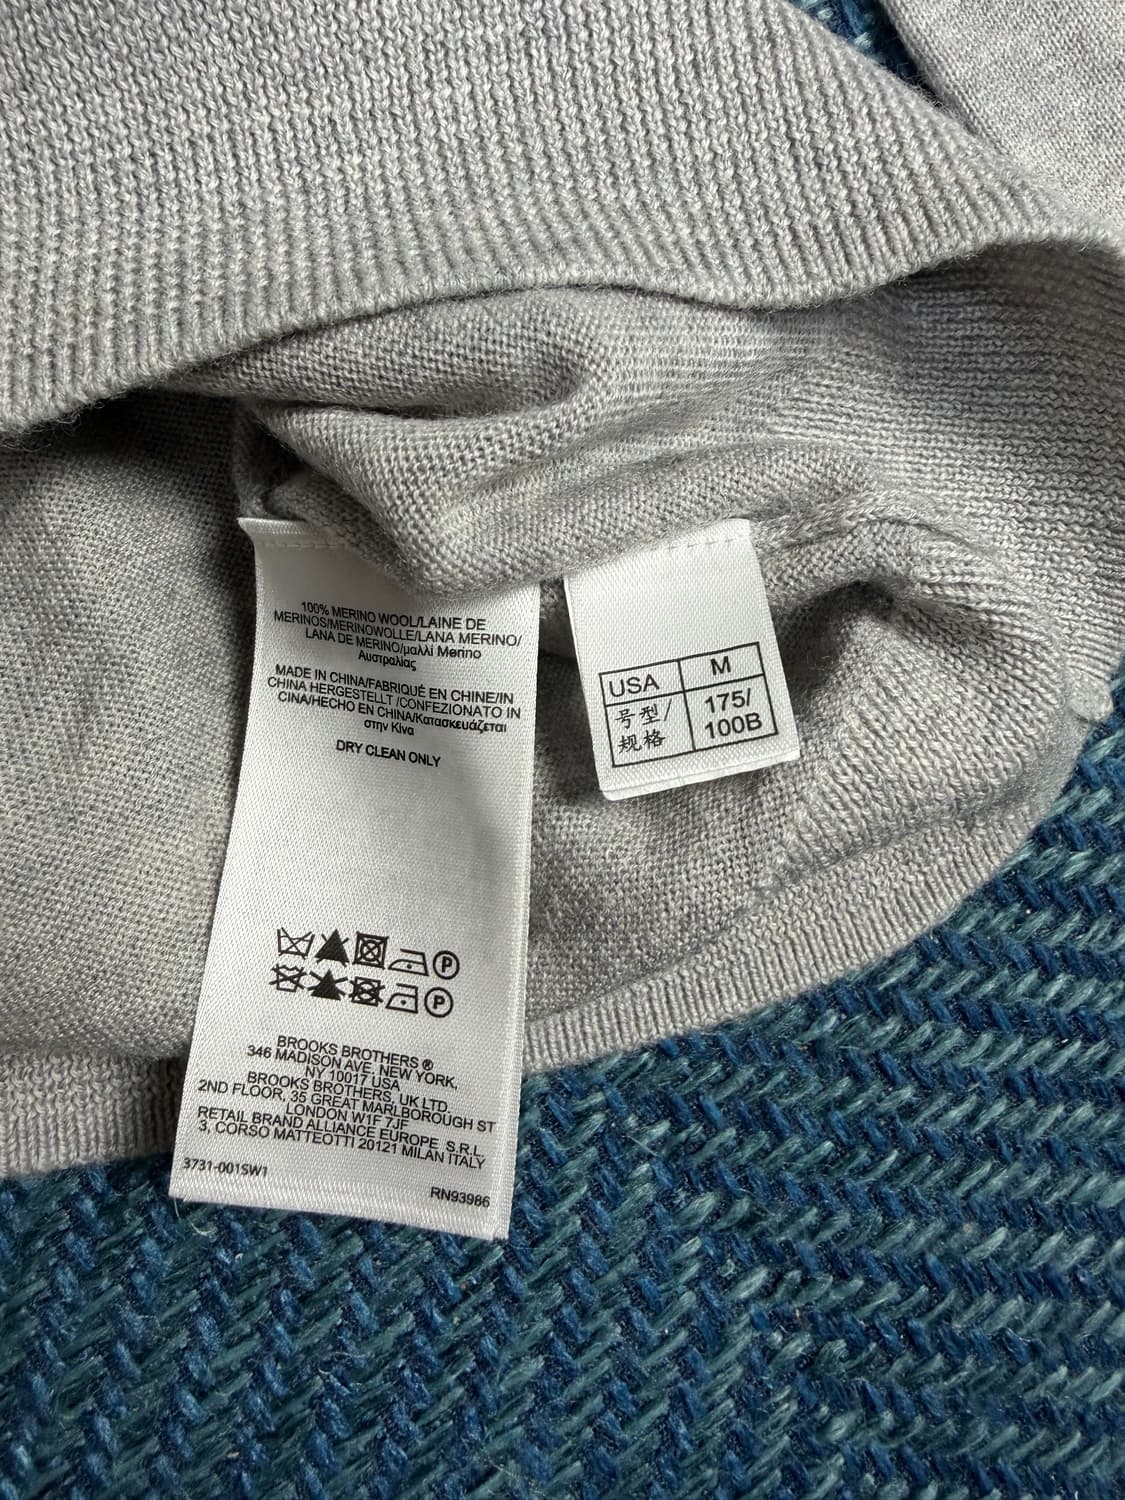 100% MERINO WOOL/LAINE DE
MERINOS/MERINOWOLLE/LANA MERINO/
LANA DE MERINO/μαλλί Merino
Αυστραλίας
MADE IN CHINA/FABRIQUÉ EN CHINE/IN
CHINA HERGESTELLT /CONFEZIONATO IN
CINA/HECHO EN CHINA/Κατασκευάζεται
στην Κίνα
DRY CLEAN ONLY
P
P
BROOKS BROTHERS ®
346 MADISON AVE, NEW YORK,
NY 10017 USA
BROOKS BROTHERS, UK LTD.
2ND FLOOR, 35 GREAT MARLBOROUGH ST
LONDON W1F 7JF
RETAIL BRAND ALLIANCE EUROPE, S.R.L.
3, CORSO MATTEOTTI 20121 MILAN ITALY
3731-001SW1
RN93966
USA M
号型/ 175/
规格 100B